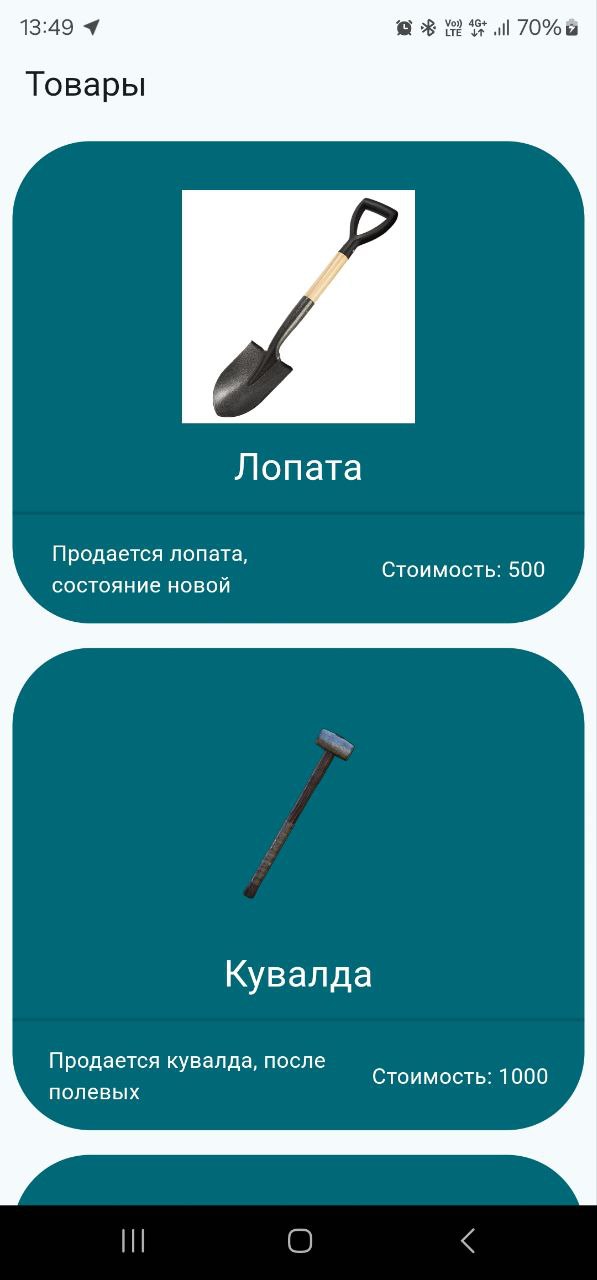 13:49 Vo)) LTE 4G+ 70%
Товары
Лопата
Продается лопата,
состояние новой
Стоимость: 500
Кувалда
Продается кувалда, после
полевых
Стоимость: 1000